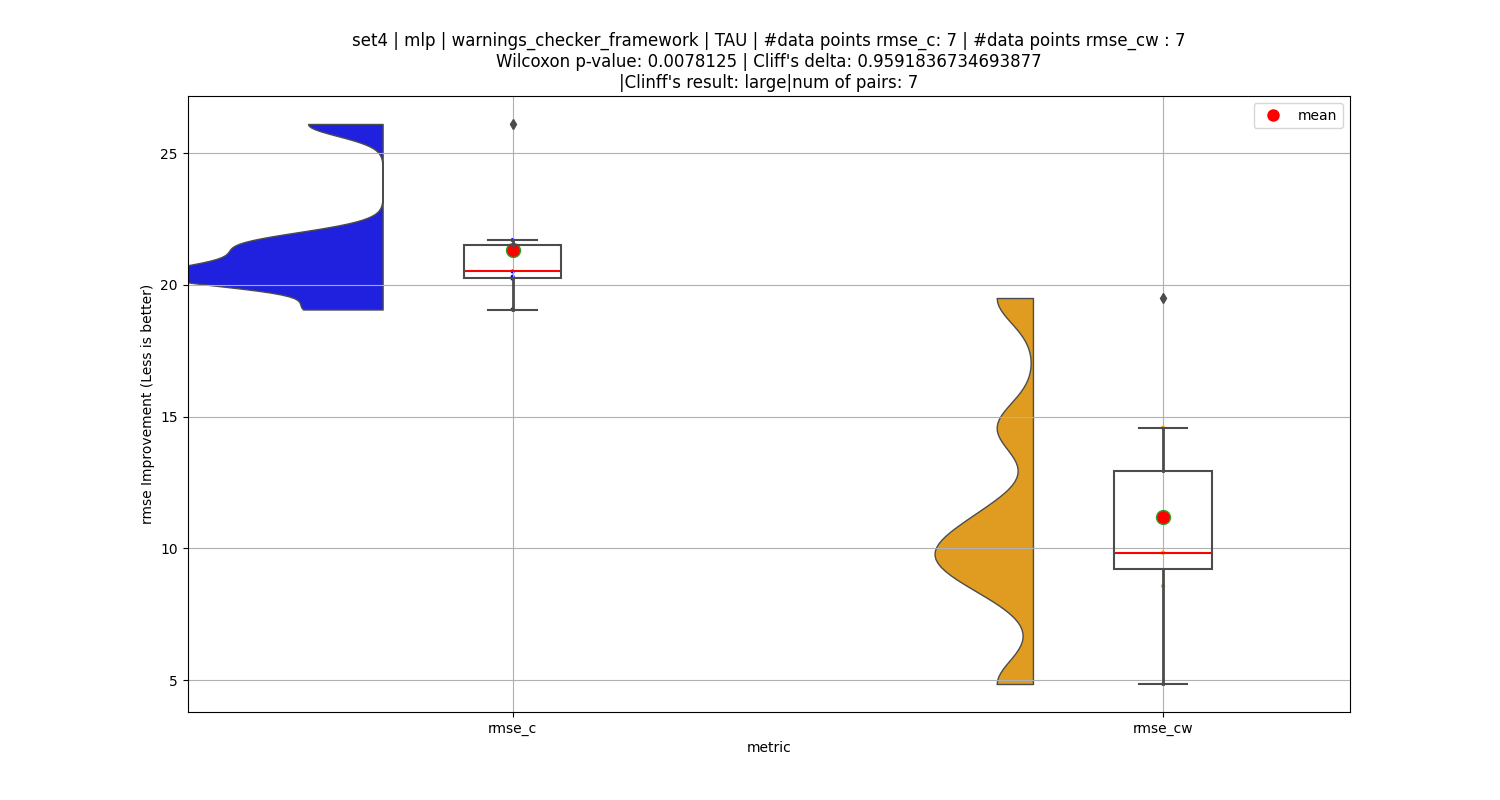 set4 | mlp | warnings_checker_framework | TAU | #data points rmse_c: 7 | #data points rmse_cw : 7
Wilcoxon p-value: 0.0078125 | Cliff's delta: 0.9591836734693877
|Clinff's result: large|num of pairs: 7
mean
rmse Improvement (Less is better)
25
20
15
10
5
rmse_c
rmse_cw
metric